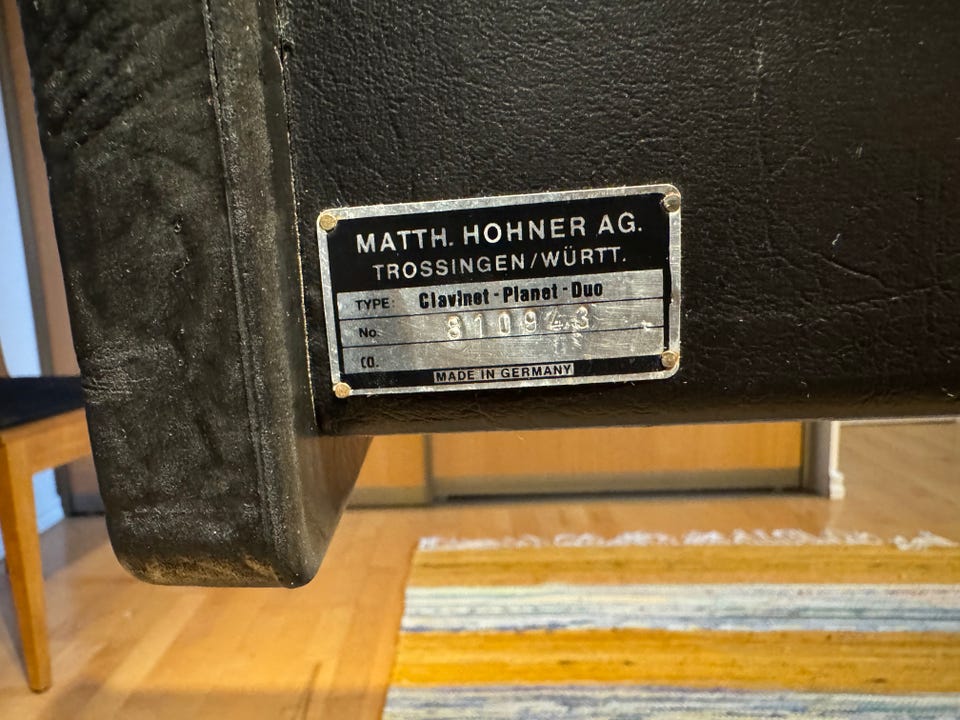 MATTH. HOHNER AG.
TROSSINGEN/WÜRTT.
TYPE: Clavinet - Planet - Duo
No. 810943
CO.
MADE IN GERMANY